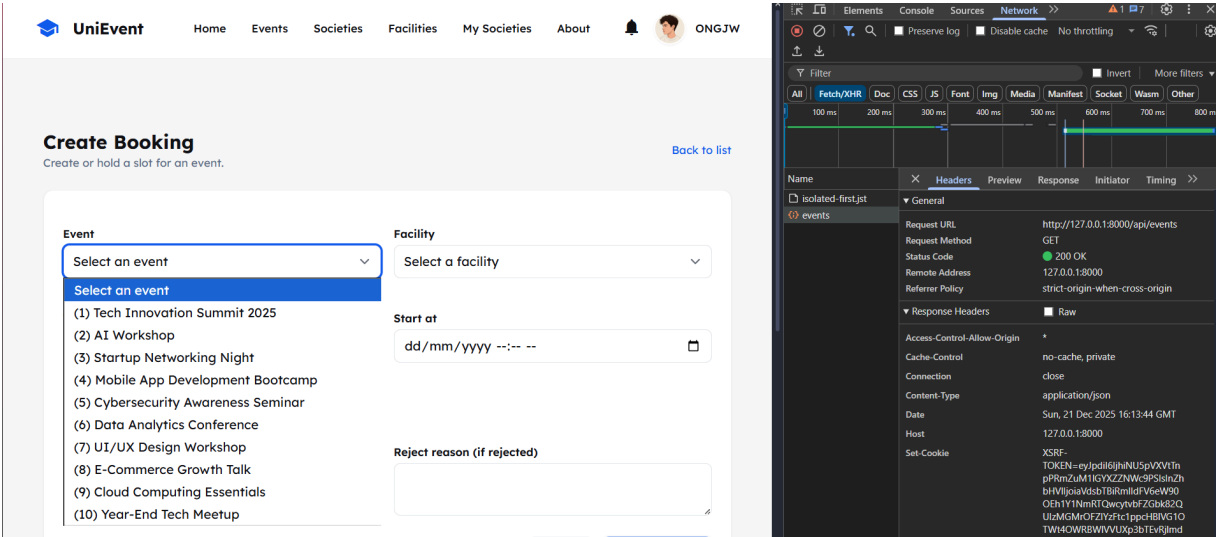 UniEvent
Home Events Societies Facilities My Societies About ONGJW
Create Booking
Create or hold a slot for an event.
Back to list
Event
Select an event
Select an event
(1) Tech Innovation Summit 2025
(2) AI Workshop
(3) Startup Networking Night
(4) Mobile App Development Bootcamp
(5) Cybersecurity Awareness Seminar
(6) Data Analytics Conference
(7) UI/UX Design Workshop
(8) E-Commerce Growth Talk
(9) Cloud Computing Essentials
(10) Year-End Tech Meetup
Facility
Select a facility
Start at
dd/mm/yyyy --:-- --
Reject reason (if rejected)
Elements Console Sources Network 1 7
Preserve log Disable cache No throttling
Filter
Invert More filters
All Fetch/XHR Doc CSS JS Font Img Media Manifest Socket Wasm Other
100 ms 200 ms 300 ms 400 ms 500 ms 600 ms 700 ms 800 m
Name
isolated-first.jst
events
Headers Preview Response Initiator Timing
General
Request URL http://127.0.0.1:8000/api/events
Request Method GET
Status Code 200 OK
Remote Address 127.0.0.1:8000
Referrer Policy strict-origin-when-cross-origin
Response Headers Raw
Access-Control-Allow-Origin *
Cache-Control no-cache, private
Connection close
Content-Type application/json
Date Sun, 21 Dec 2025 16:13:44 GMT
Host 127.0.0.1:8000
Set-Cookie XSRF-